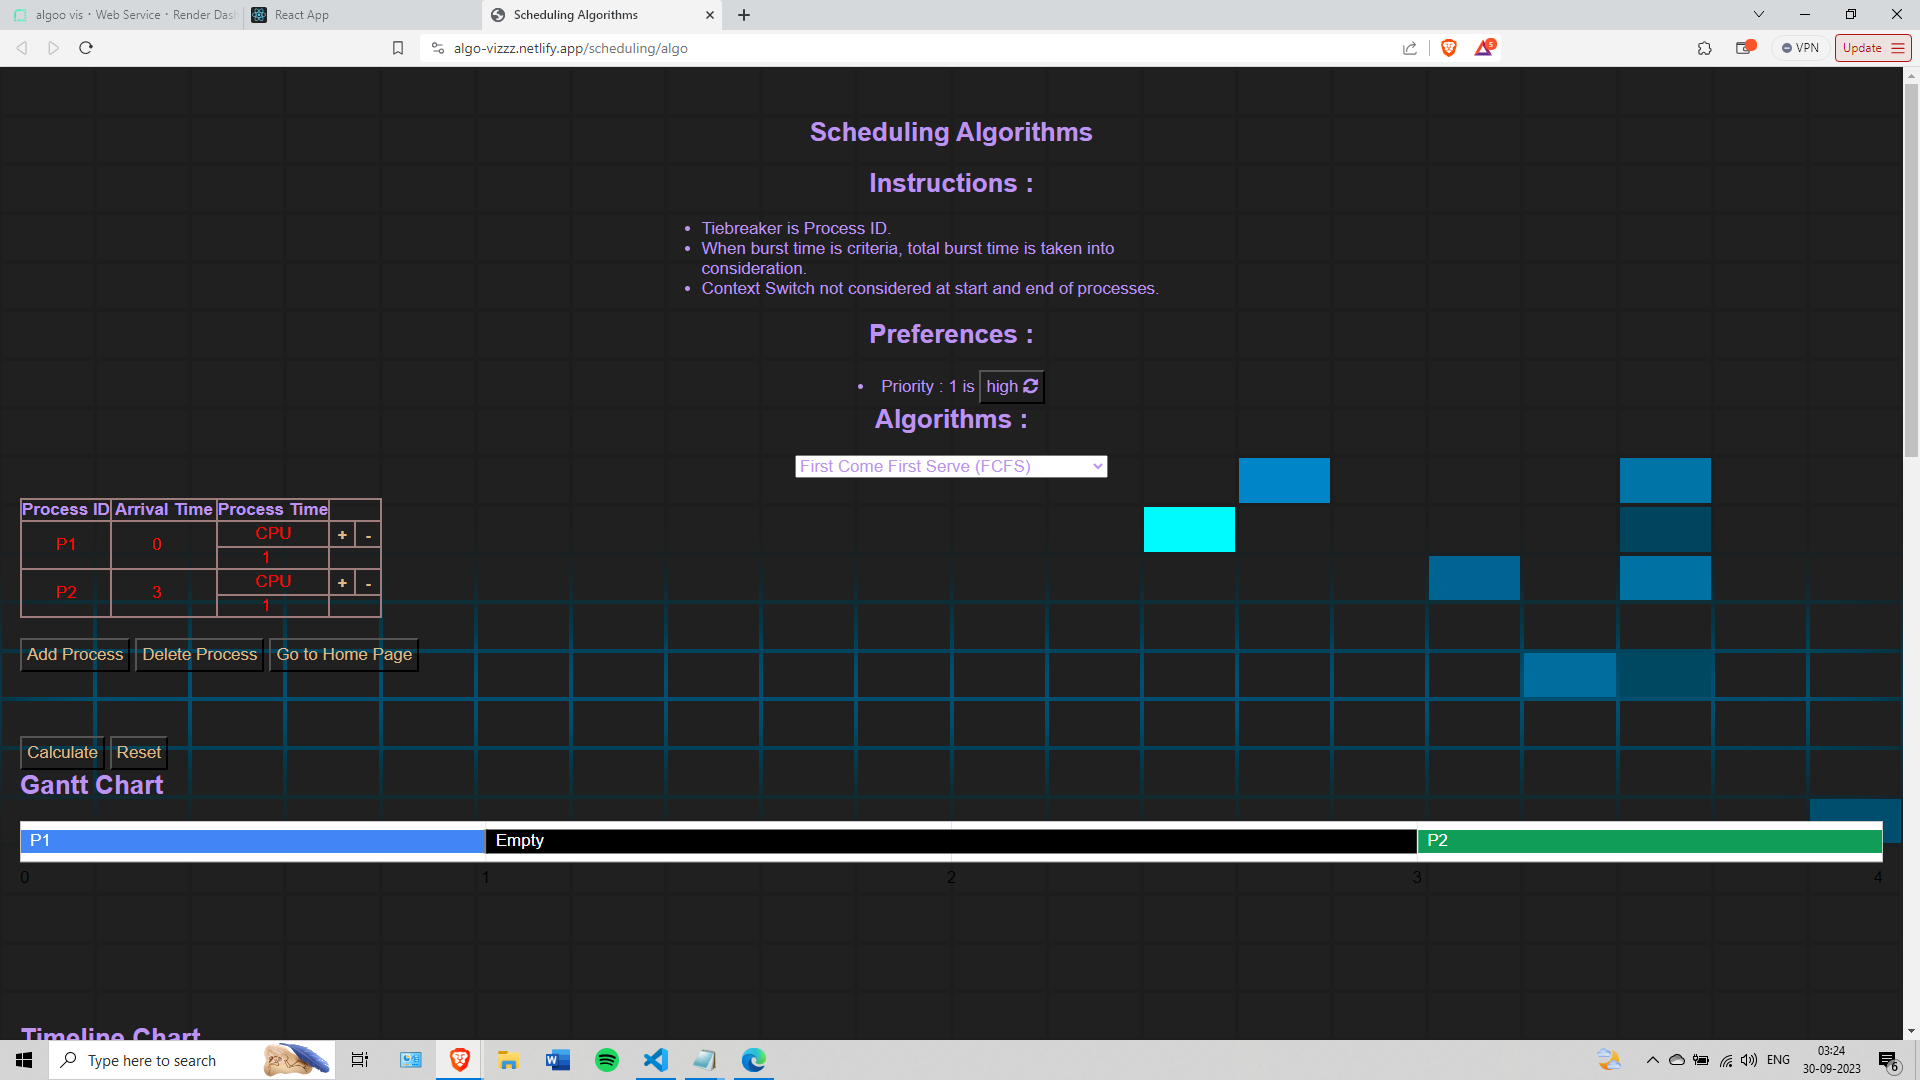 algoo vis · Web Service · Render Dash
React App
Scheduling Algorithms
algo-vizzz.netlify.app/scheduling/algo
5
VPN
Update
Scheduling Algorithms
Instructions :
Tiebreaker is Process ID.
When burst time is criteria, total burst time is taken into
consideration.
Context Switch not considered at start and end of processes.
Preferences :
Priority : 1 is high
Algorithms :
First Come First Serve (FCFS)
Process ID Arrival Time Process Time
P1 0 CPU + -
1
P2 3 CPU + -
1
Add Process Delete Process Go to Home Page
Calculate Reset
Gantt Chart
P1 Empty P2
0 1 2 3 4
Timeline Chart
Type here to search
ENG
03:24
30-09-2023
6